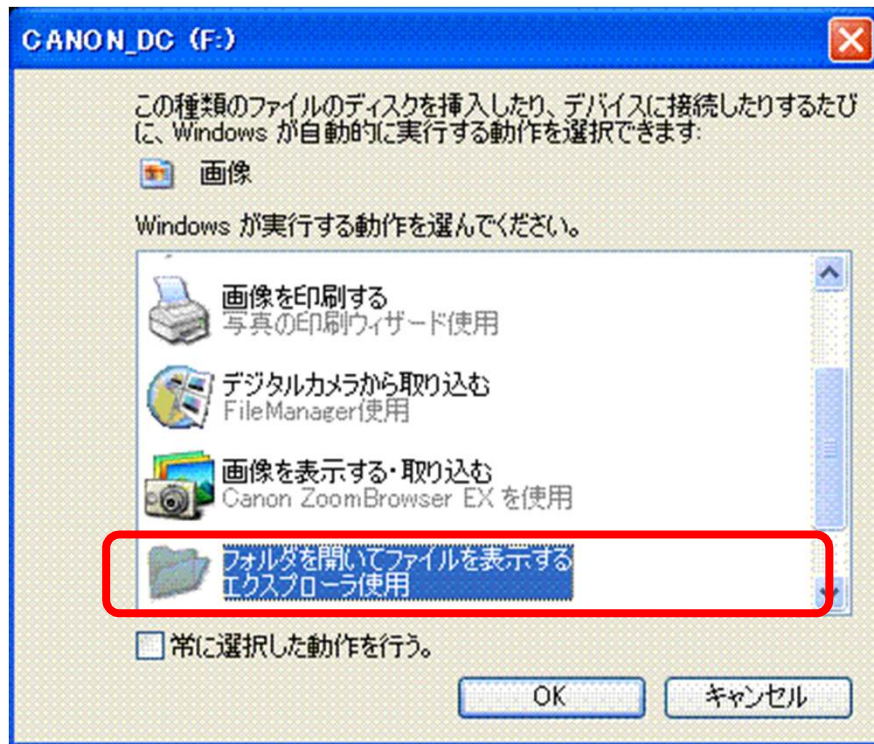 CANON_DC (F:)
この種類のファイルのディスクを挿入したり、デバイスに接続したりするたび
に、Windows が自動的に実行する動作を選択できます:
画像
Windows が実行する動作を選んでください。
画像を印刷する
写真の印刷ウィザード使用
デジタルカメラから取り込む
FileManager使用
画像を表示する・取り込む
Canon ZoomBrowser EX を使用
フォルダを開いてファイルを表示する
エクスプローラ使用
常に選択した動作を行う。
OK
キャンセル